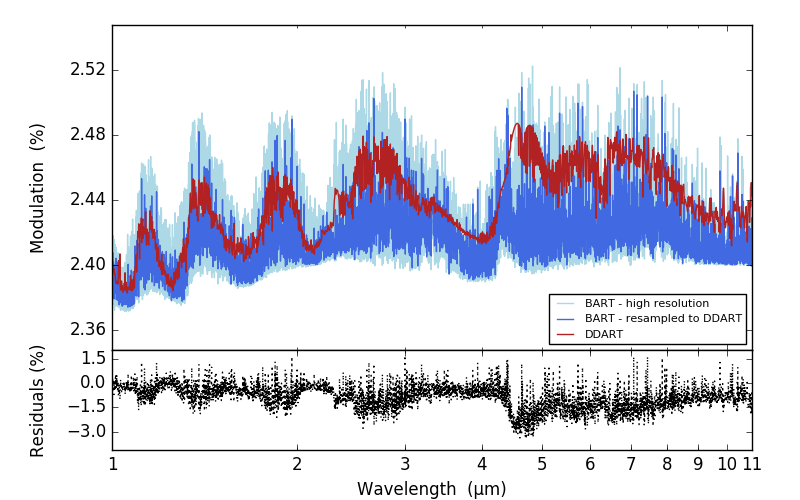 2.52
2.48
2.44
2.40
2.36
Modulation (%)
BART - high resolution
BART - resampled to DDART
DDART
1.5
0.0
−1.5
−3.0
Residuals (%)
1 2 3 4 5 6 7 8 9 10 11
Wavelength (μm)